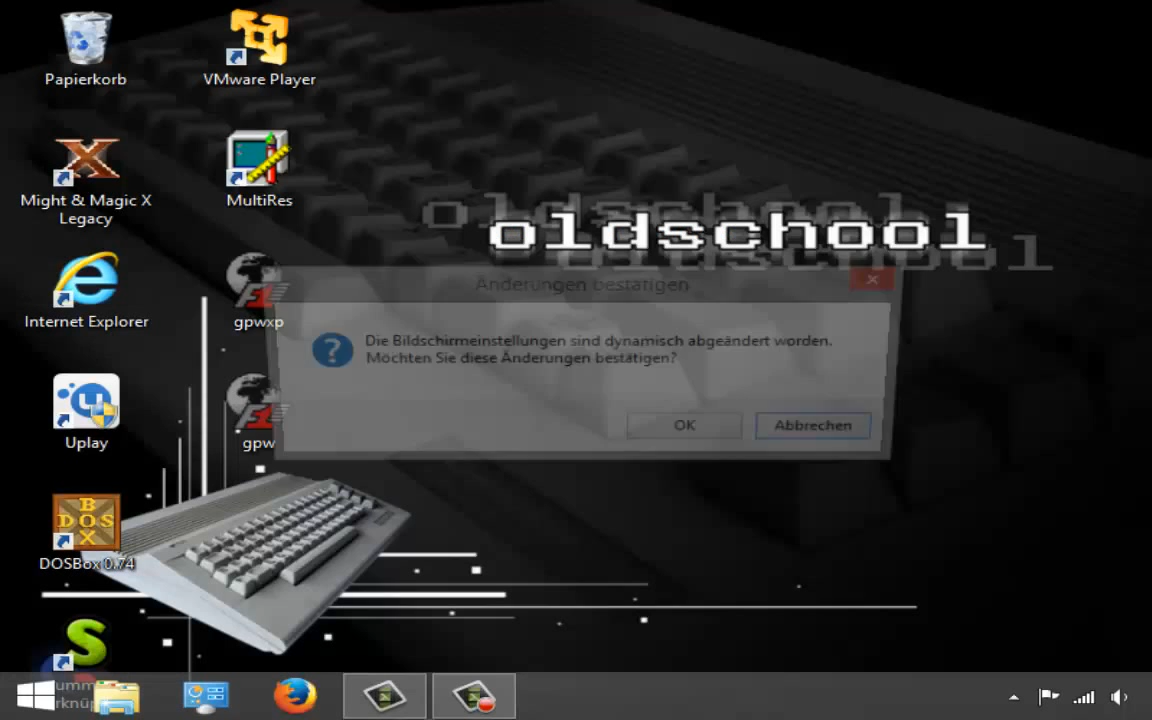 Papierkorb
VMware Player
Might & Magic X
Legacy
MultiRes
oldschool
Internet Explorer
gpwxp
Änderungen bestätigen
Die Bildschirmeinstellungen sind dynamisch abgeändert worden.
Möchten Sie diese Änderungen bestätigen?
OK
Abbrechen
Uplay
gpw
DOSBox 0.74